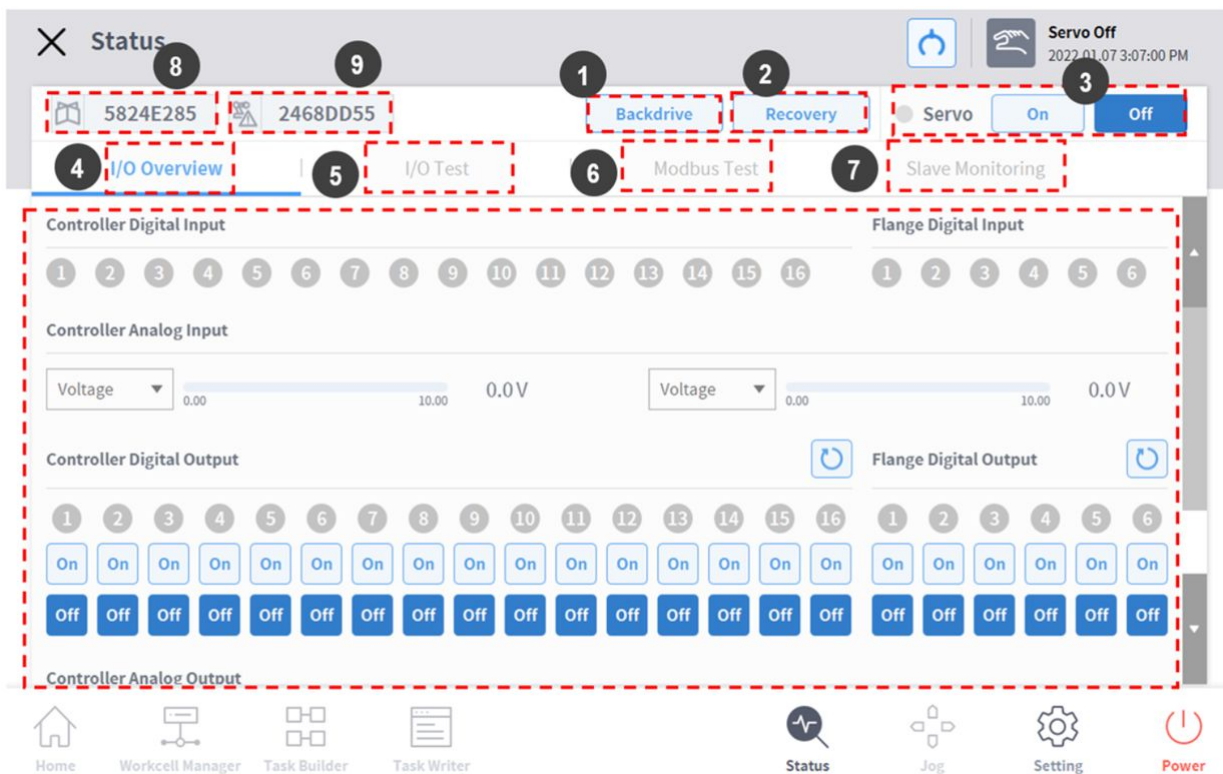 Status
Servo Off
2022.01.07 3:07:00 PM
8
9
1
2
3
5824E285
2468DD55
Backdrive
Recovery
Servo
On
Off
4
I/O Overview
5
I/O Test
6
Modbus Test
7
Slave Monitoring
Controller Digital Input
Flange Digital Input
1 2 3 4 5 6 7 8 9 10 11 12 13 14 15 16
1 2 3 4 5 6
Controller Analog Input
Voltage
0.00
10.00
0.0 V
Voltage
0.00
10.00
0.0 V
Controller Digital Output
Flange Digital Output
1 2 3 4 5 6 7 8 9 10 11 12 13 14 15 16
1 2 3 4 5 6
On On On On On On On On On On On On On On On On
On On On On On On
Off Off Off Off Off Off Off Off Off Off Off Off Off Off Off Off
Off Off Off Off Off Off
Controller Analog Output
Home
Workcell Manager
Task Builder
Task Writer
Status
Jog
Setting
Power